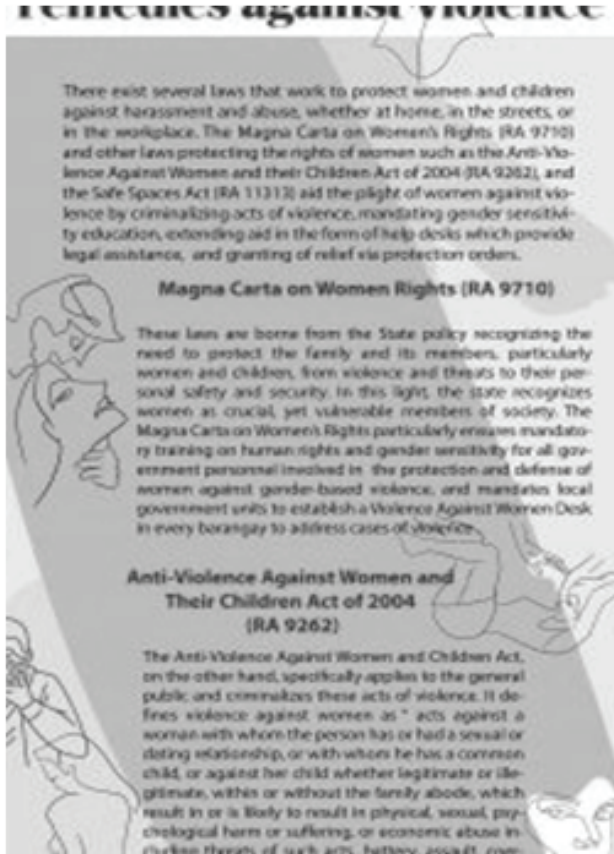 remedies against violence
There exist several laws that work to protect women and children
against harassment and abuse, whether at home, in the streets, or
in the workplace. The Magna Carta on Women's Rights (RA 9710)
and other laws protecting the rights of women such as the Anti-Vio-
lence Against Women and their Children Act of 2004 (RA 9262), and
the Safe Spaces Act (RA 11313) aid the plight of women against vio-
lence by criminalizing acts of violence, mandating gender sensitivi-
ty education, extending aid in the form of help desks which provide
legal assistance, and granting of relief via protection orders.
Magna Carta on Women Rights (RA 9710)
These laws are borne from the State policy recognizing the
need to protect the family and its members, particularly
women and children, from violence and threats to their per-
sonal safety and security. In this light, the state recognizes
women as crucial, yet vulnerable members of society. The
Magna Carta on Women's Rights particularly ensures mandato-
ry training on human rights and gender sensitivity for all gov-
ernment personnel involved in the protection and defense of
women against gender-based violence, and mandates local
government units to establish a Violence Against Women Desk
in every barangay to address cases of violence.
Anti-Violence Against Women and
Their Children Act of 2004
(RA 9262)
The Anti-Violence Against Women and Children Act,
on the other hand, specifically applies to the general
public and criminalizes these acts of violence. It de-
fines violence against women as " acts against a
woman with whom the person has or had a sexual or
dating relationship, or with whom he has a common
child, or against her child whether legitimate or ille-
gitimate, within or without the family abode, which
result in or is likely to result in physical, sexual, psy-
chological harm or suffering, or economic abuse in-
cluding threats of such acts, battery, assault, coer-